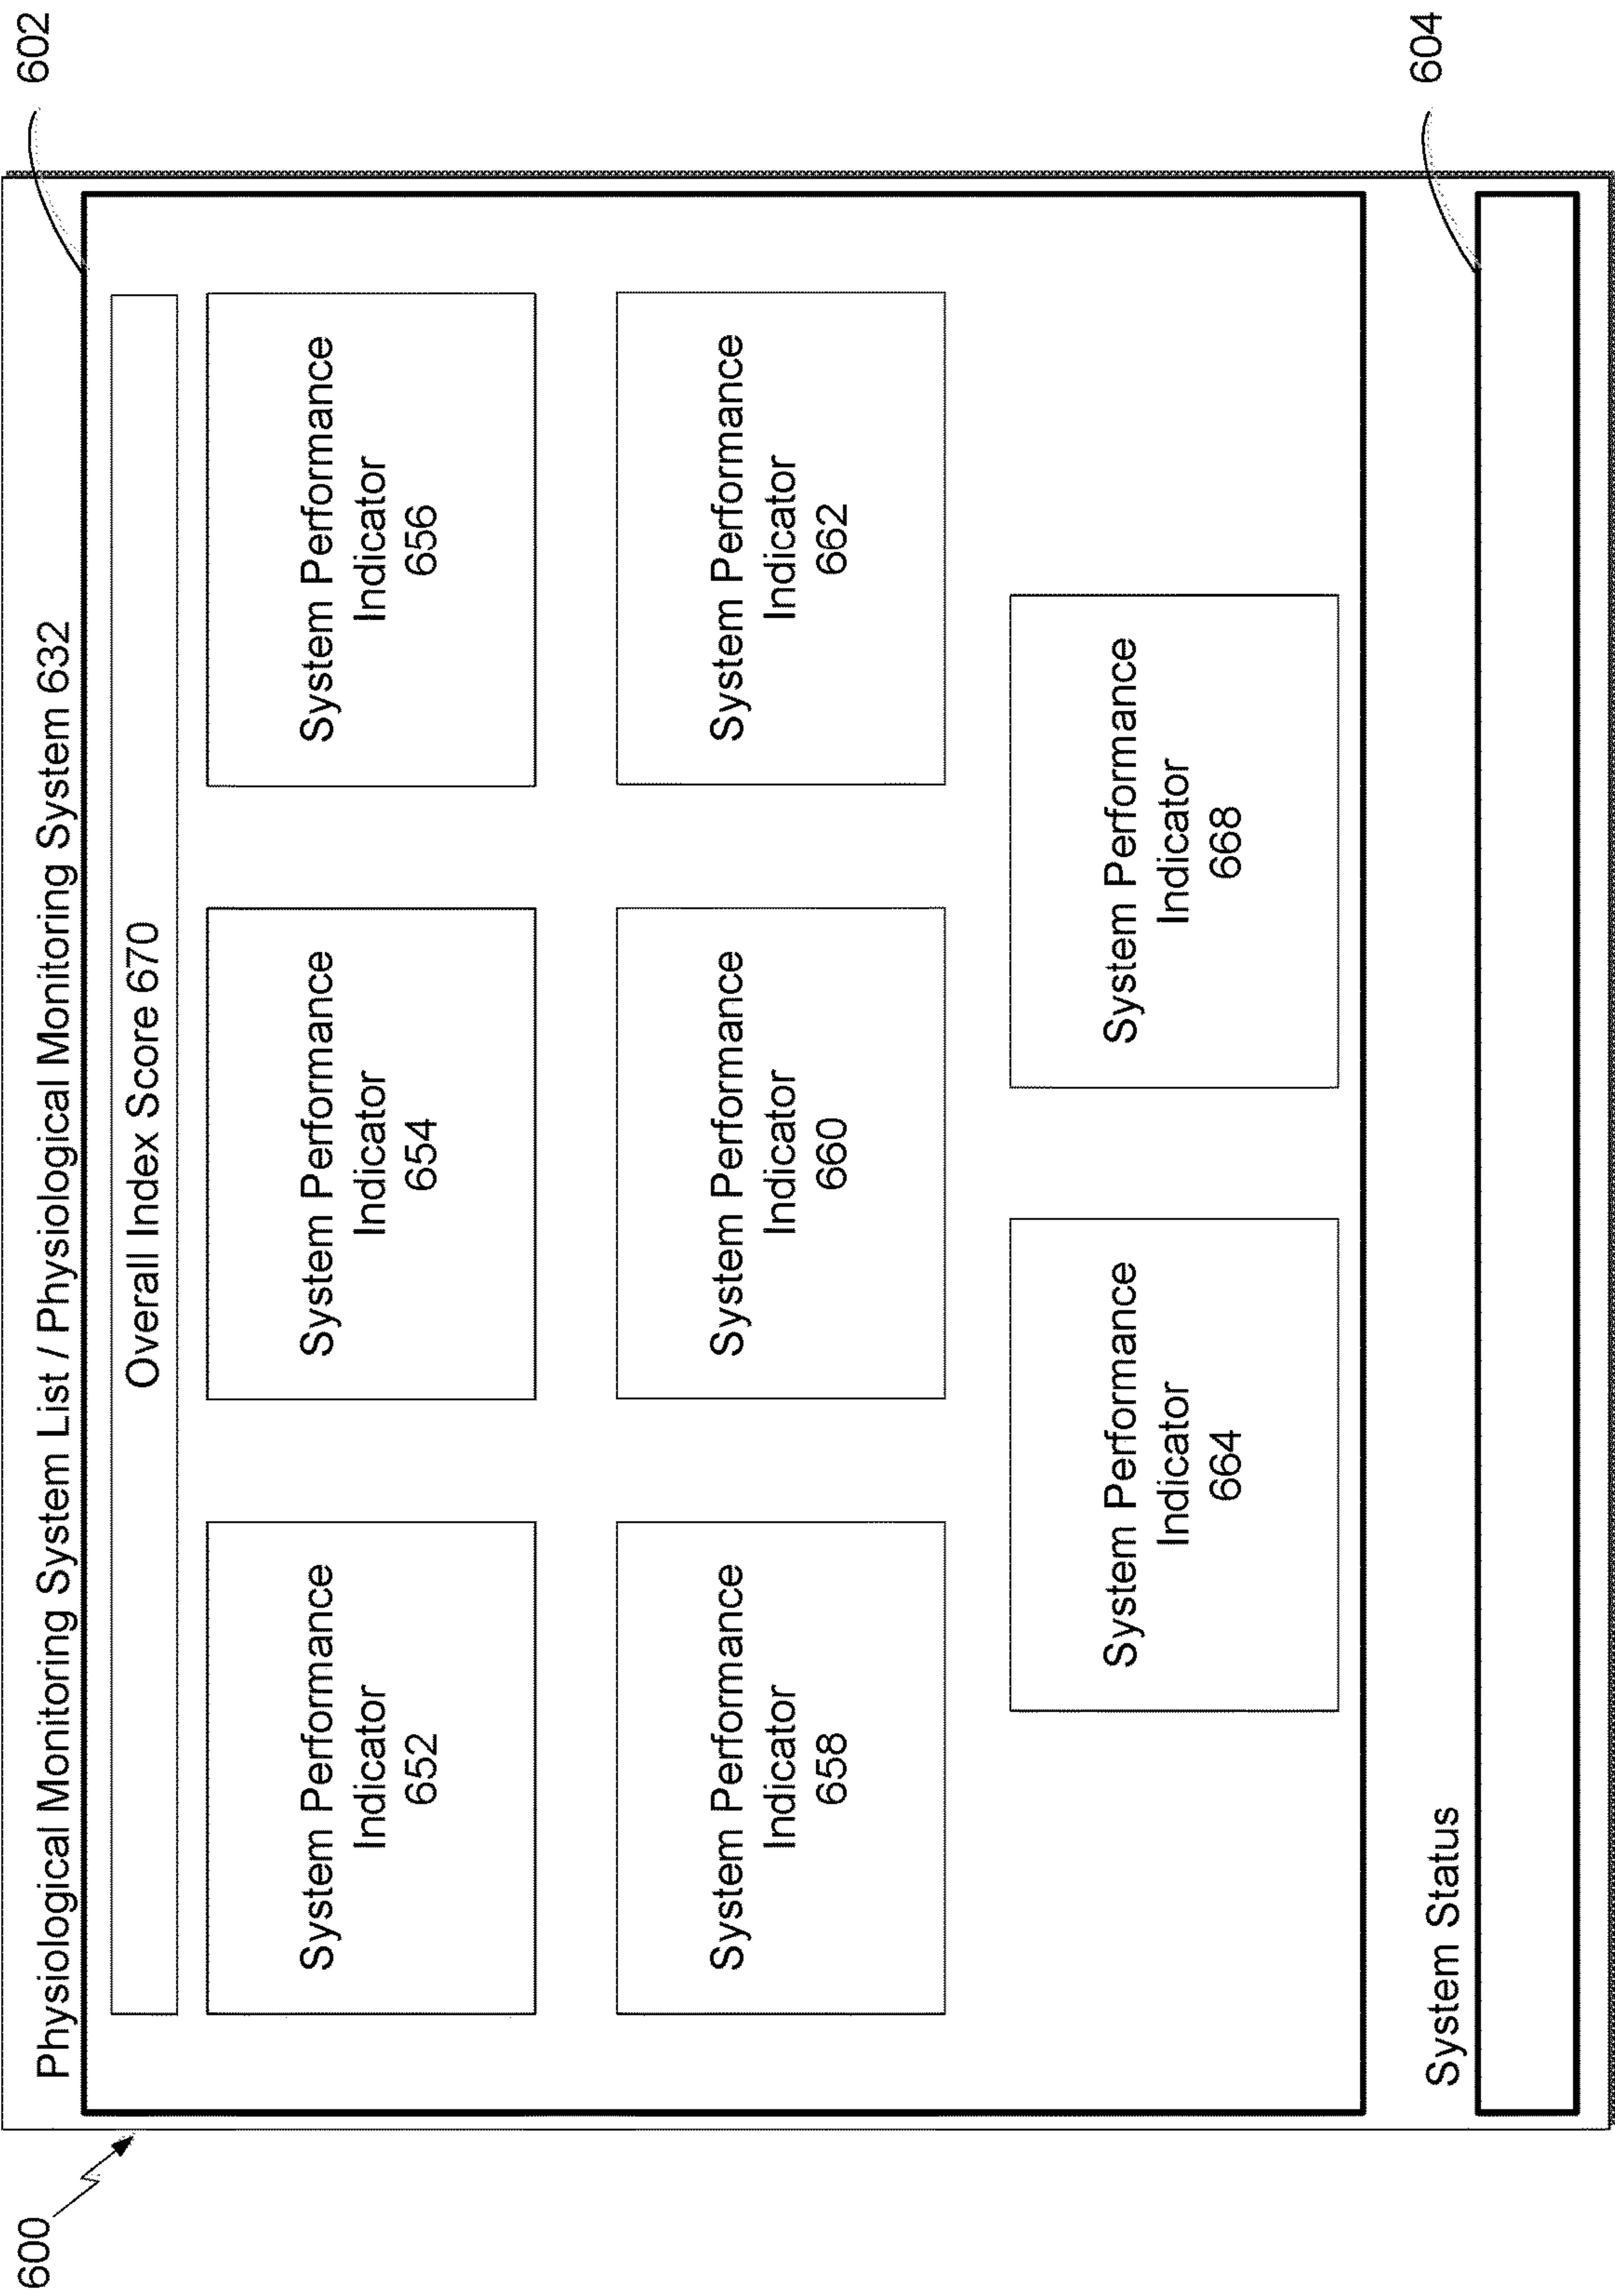 600
Physiological Monitoring System List / Physiological Monitoring System 632
602
Overall Index Score 670
System Performance
Indicator
652
System Performance
Indicator
654
System Performance
Indicator
656
System Performance
Indicator
658
System Performance
Indicator
660
System Performance
Indicator
662
System Performance
Indicator
664
System Performance
Indicator
668
System Status
604